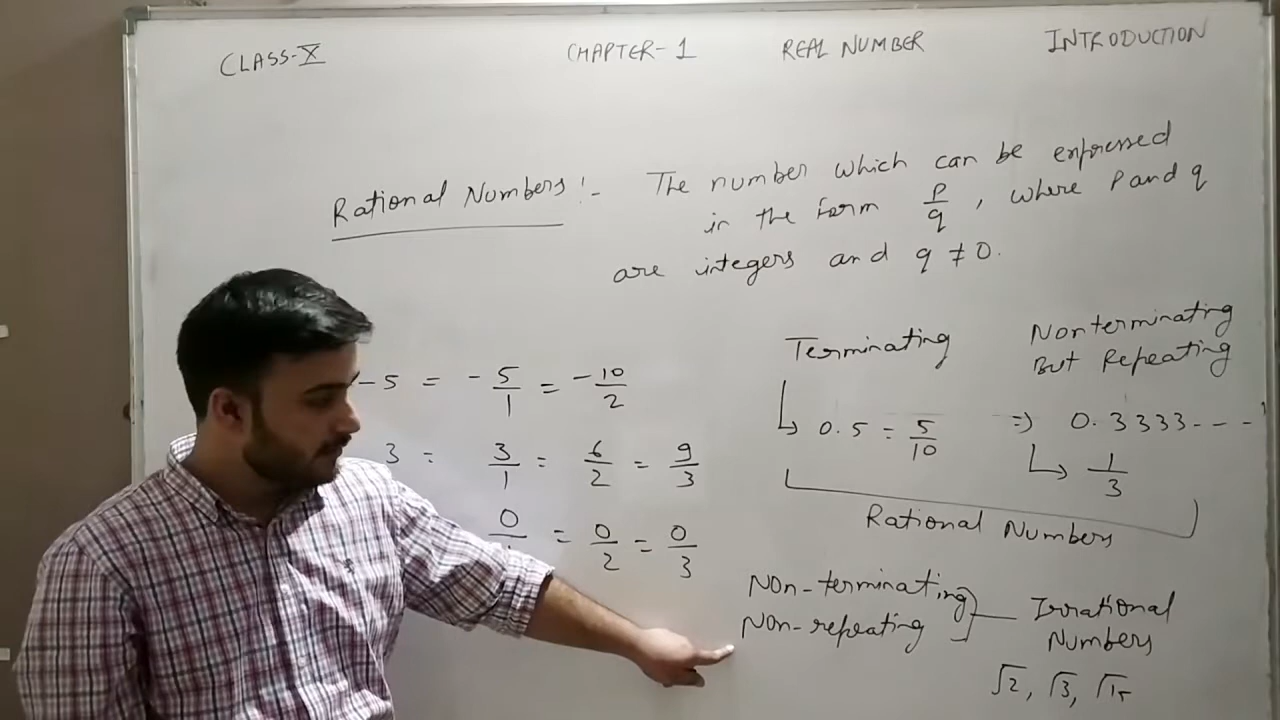 CLASS-X CHAPTER-1 REAL NUMBER INTRODUCTION
Rational Numbers:- The number which can be expressed
in the form p/q, where p and q
are integers and q ≠ 0.
-5 = -5/1 = -10/2
3 = 3/1 = 6/2 = 9/3
0/ = 0/2 = 0/3
Terminating
0.5 = 5/10
Nonterminating
But Repeating
=) 0.3333----
1/3
Rational Numbers
Non-terminating
Non-repeating
Irrational
Numbers
√2, √3,